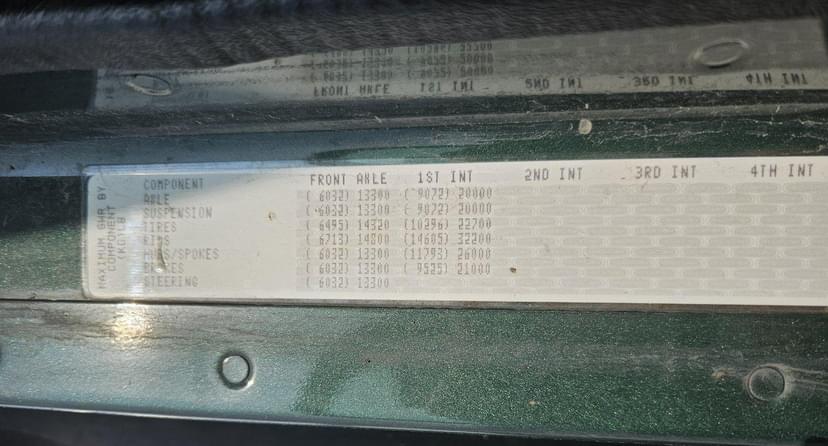 COMPONENT FRONT AXLE 1ST INT 2ND INT 3RD INT 4TH INT
AXLE ( 6032) 13300 ( 9072) 20000
SUSPENSION ( 6032) 13300 ( 9072) 20000
TIRES ( 6495) 14320 (10296) 22700
RIMS ( 6713) 14800 (14605) 32200
HUBS/SPOKES ( 6032) 13300 (11793) 26000
BRAKES ( 6032) 13300 ( 9525) 21000
STEERING ( 6032) 13300
MAXIMUM GWR BY
COMPONENT
(KG)LB